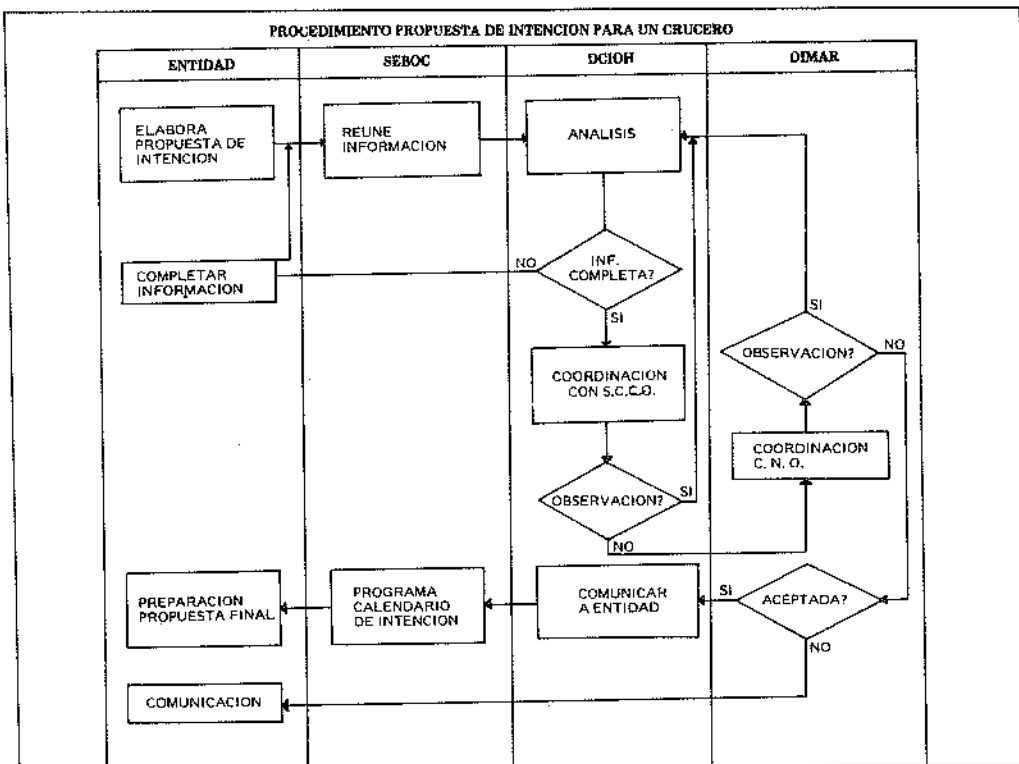 PROCEDIMIENTO PROPUESTA DE INTENCION PARA UN CRUCERO
ENTIDAD
SEBOC
DCIOH
DIMAR
ELABORA
PROPUESTA DE
INTENCION
REUNE
INFORMACION
ANALISIS
COMPLETAR
INFORMACION
NO
INF.
COMPLETA?
SI
SI
OBSERVACION?
NO
COORDINACION
CON S.C.C.O.
COORDINACION
C. N. O.
OBSERVACION?
SI
NO
PREPARACION
PROPUESTA FINAL
PROGRAMA
CALENDARIO
DE INTENCION
COMUNICAR
A ENTIDAD
SI
ACEPTADA?
NO
COMUNICACION